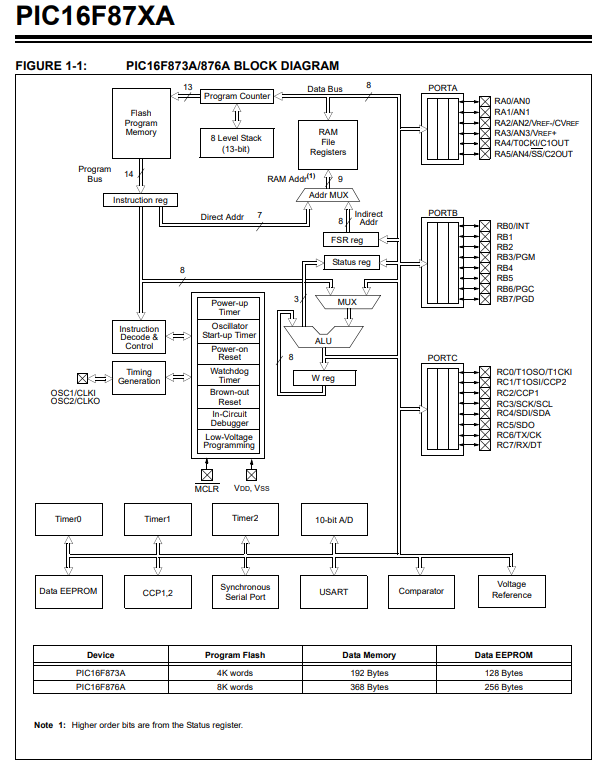 PIC16F87XA
FIGURE 1-1: PIC16F873A/876A BLOCK DIAGRAM
13
Program Counter
Data Bus
8
PORTA
Flash
Program
Memory
8 Level Stack
(13-bit)
RAM
File
Registers
RA0/AN0
RA1/AN1
RA2/AN2/VREF-/CVREF
RA3/AN3/VREF+
RA4/T0CKI/C1OUT
RA5/AN4/SS/C2OUT
Program
Bus
14
RAM Addr(1)
9
Instruction reg
Addr MUX
Direct Addr
7
8
Indirect
Addr
FSR reg
Status reg
PORTB
RB0/INT
RB1
RB2
RB3/PGM
RB4
RB5
RB6/PGC
RB7/PGD
8
3
MUX
ALU
8
W reg
Instruction
Decode &
Control
Timing
Generation
OSC1/CLKI
OSC2/CLKO
Power-up
Timer
Oscillator
Start-up Timer
Power-on
Reset
Watchdog
Timer
Brown-out
Reset
In-Circuit
Debugger
Low-Voltage
Programming
MCLR
VDD, VSS
PORTC
RC0/T1OSO/T1CKI
RC1/T1OSI/CCP2
RC2/CCP1
RC3/SCK/SCL
RC4/SDI/SDA
RC5/SDO
RC6/TX/CK
RC7/RX/DT
Timer0
Timer1
Timer2
10-bit A/D
Data EEPROM
CCP1,2
Synchronous
Serial Port
USART
Comparator
Voltage
Reference
Device Program Flash Data Memory Data EEPROM
PIC16F873A 4K words 192 Bytes 128 Bytes
PIC16F876A 8K words 368 Bytes 256 Bytes
Note 1: Higher order bits are from the Status register.